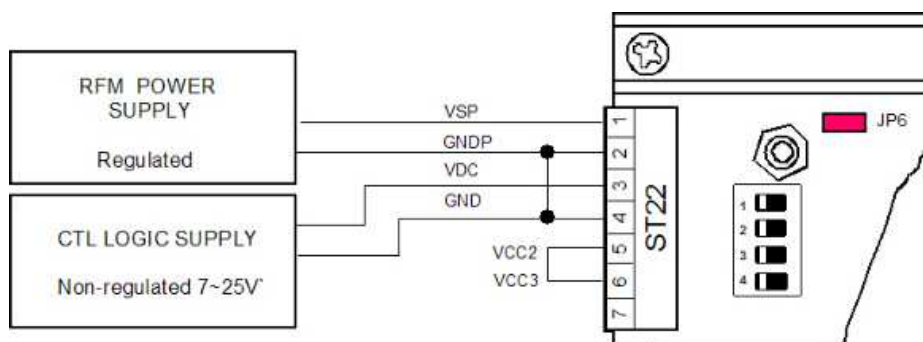 RFM POWER
SUPPLY
Regulated
CTL LOGIC SUPPLY
Non-regulated 7~25V
VSP
GNDP
VDC
GND
VCC2
VCC3
1
2
3
4
5
6
7
ST22
JP6
1
2
3
4